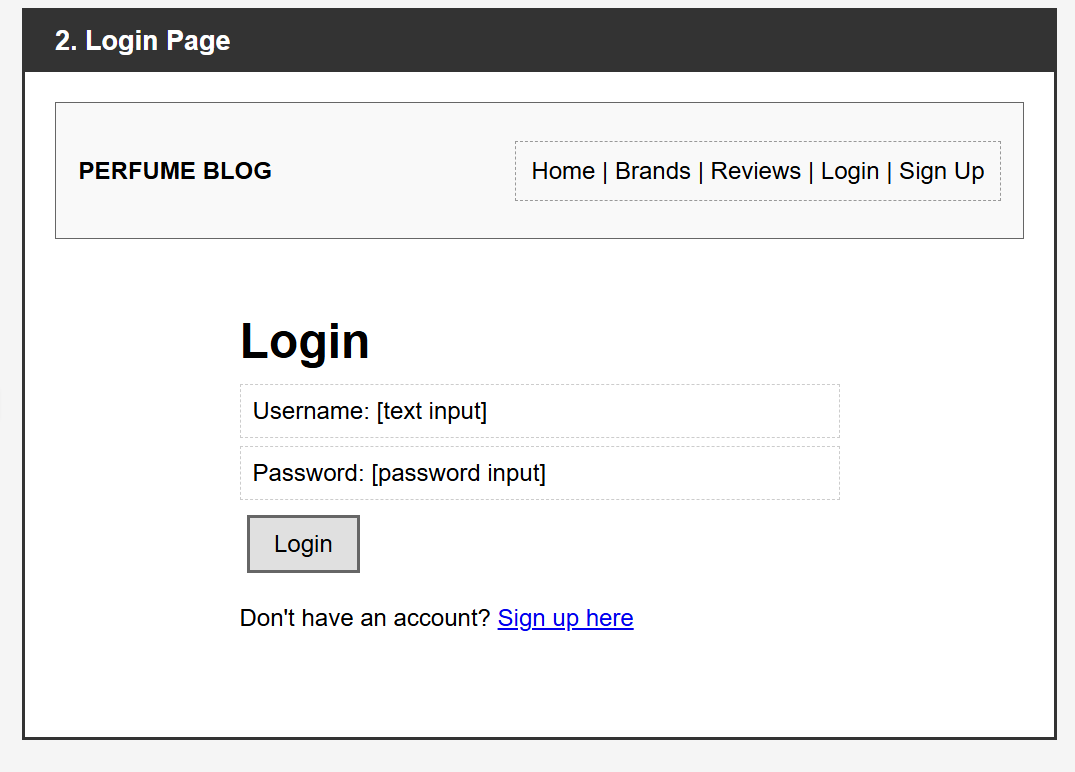 2. Login Page
PERFUME BLOG
Home | Brands | Reviews | Login | Sign Up
Login
Username: [text input]
Password: [password input]
Login
Don't have an account? Sign up here